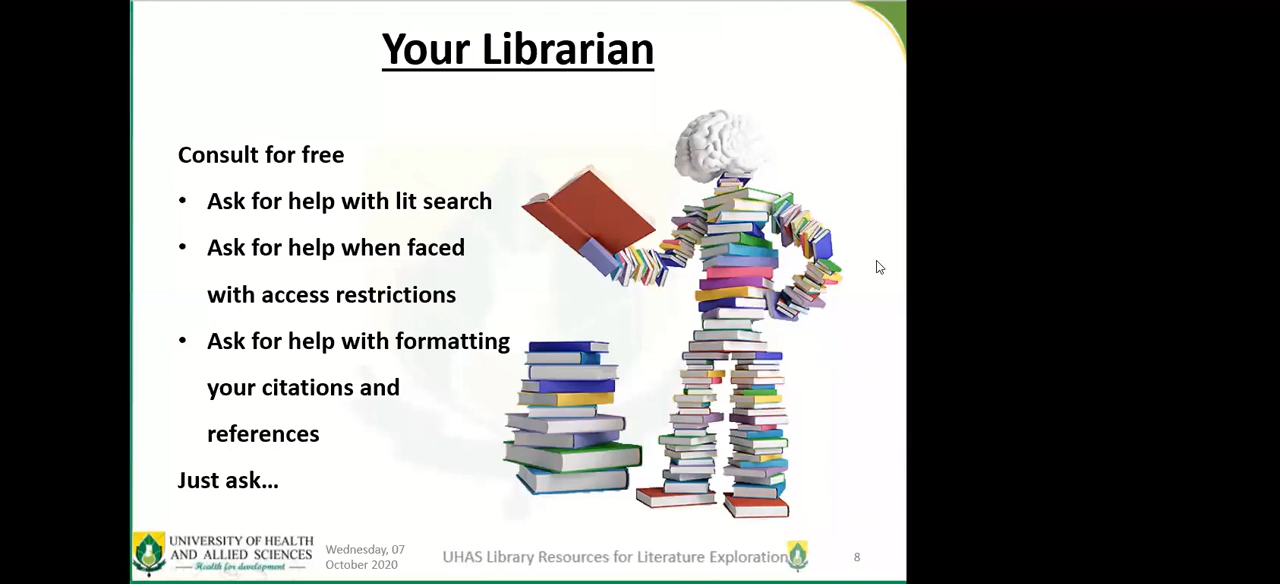 Your Librarian
Consult for free
• Ask for help with lit search
• Ask for help when faced
with access restrictions
• Ask for help with formatting
your citations and
references
Just ask...
UNIVERSITY OF HEALTH
AND ALLIED SCIENCES
Health for development
Wednesday, 07
October 2020
UHAS Library Resources for Literature Exploration
8